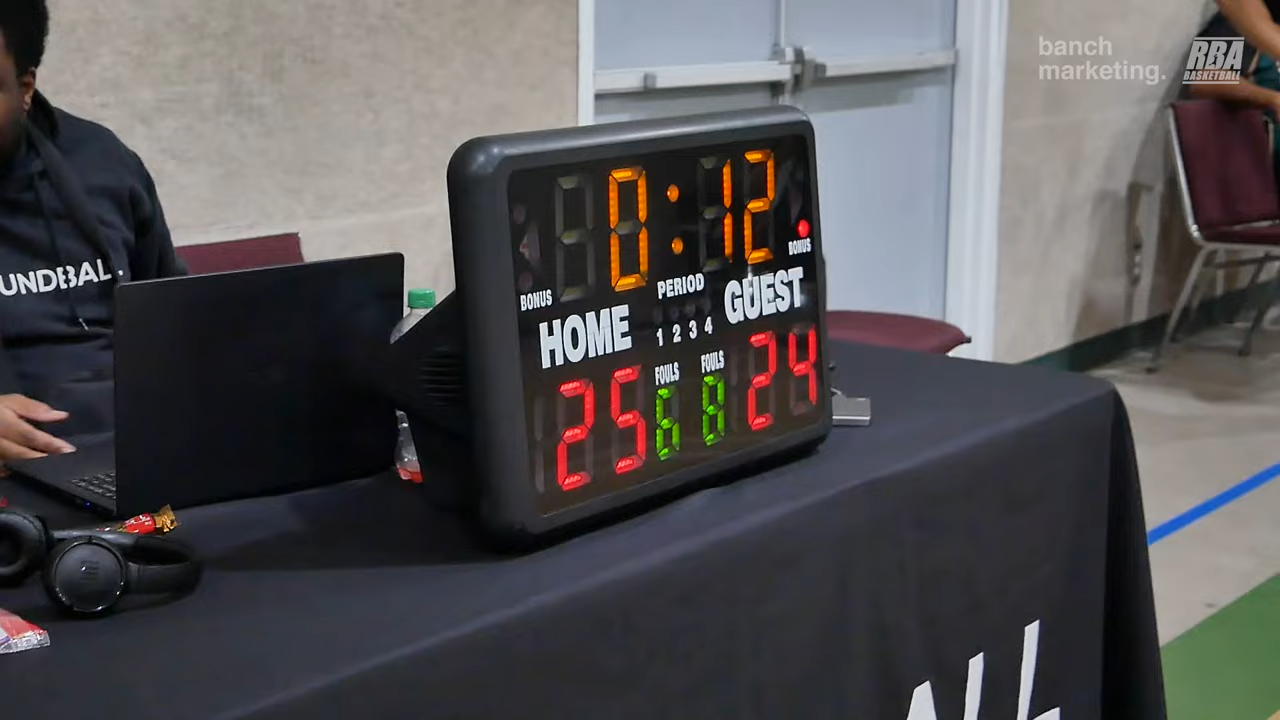 banch
marketing.
RBA
BASKETBALL
UNDEBAL.
0:12
BONUS
BONUS
PERIOD
HOME
GUEST
1 2 3 4
FOULS
FOULS
25
6
8
24